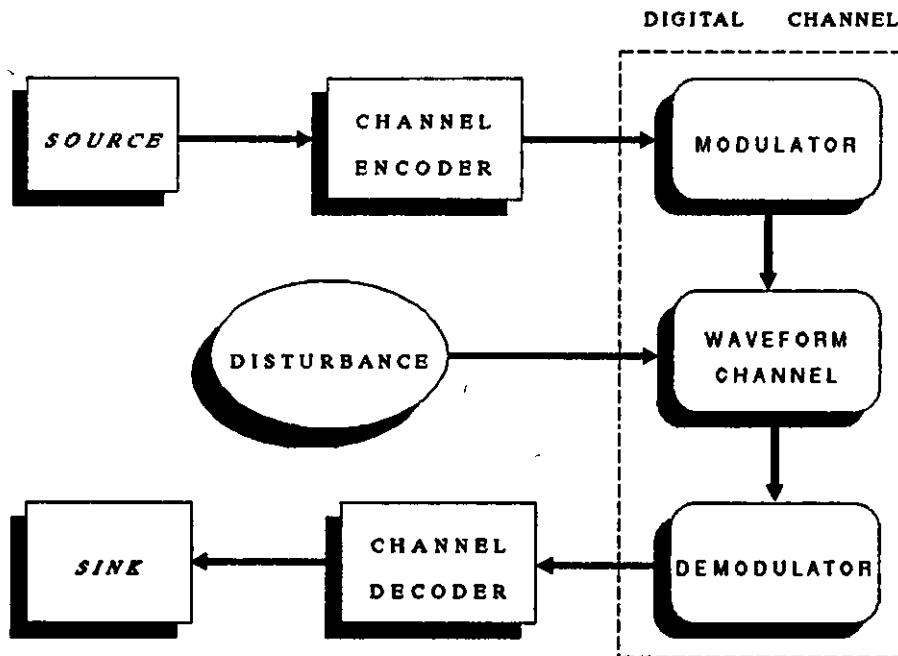 DIGITAL CHANNEL
SOURCE
CHANNEL
ENCODER
MODULATOR
DISTURBANCE
WAVEFORM
CHANNEL
SINK
CHANNEL
DECODER
DEMODULATOR